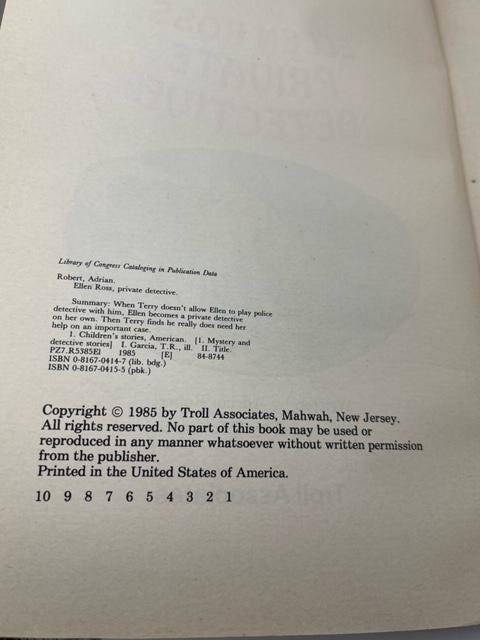 Library of Congress Cataloging in Publication Data
Robert, Adrian.
Ellen Ross, private detective.
Summary: When Terry doesn't allow Ellen to play police
detective with him, Ellen becomes a private detective
on her own. Then Terry finds he really does need her
help on an important case.
1. Children's stories, American. [1. Mystery and
detective stories] I. Garcia, T.R., ill. II. Title.
PZ7.R5385El 1985 [E] 84-8744
ISBN 0-8167-0414-7 (lib. bdg.)
ISBN 0-8167-0415-5 (pbk.)
Copyright © 1985 by Troll Associates, Mahwah, New Jersey.
All rights reserved. No part of this book may be used or
reproduced in any manner whatsoever without written permission
from the publisher.
Printed in the United States of America.
10 9 8 7 6 5 4 3 2 1